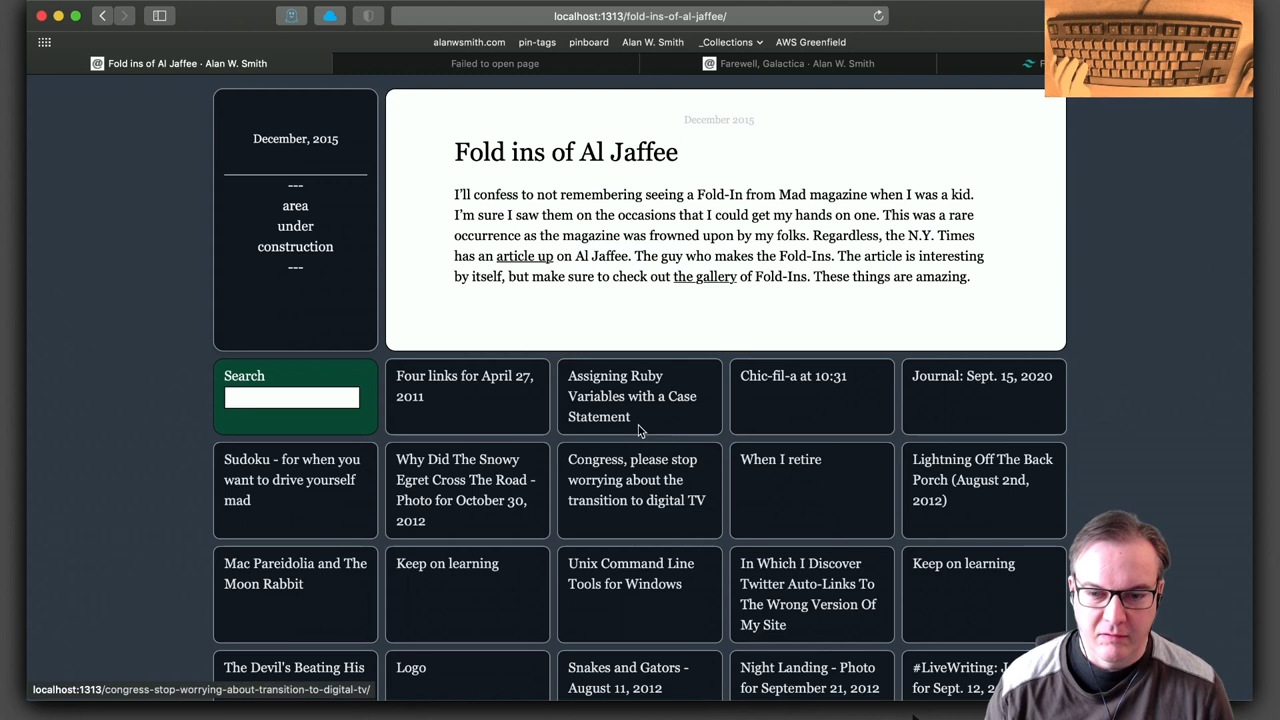 localhost:1313/fold-ins-of-al-jaffee/
alanwsmith.com pin-tags pinboard Alan W. Smith _Collections AWS Greenfield
@ Fold ins of Al Jaffee · Alan W. Smith
Failed to open page
@ Farewell, Galactica · Alan W. Smith
December, 2015
---
area
under
construction
---
December 2015
Fold ins of Al Jaffee
I'll confess to not remembering seeing a Fold-In from Mad magazine when I was a kid.
I'm sure I saw them on the occasions that I could get my hands on one. This was a rare
occurrence as the magazine was frowned upon by my folks. Regardless, the N.Y. Times
has an article up on Al Jaffee. The guy who makes the Fold-Ins. The article is interesting
by itself, but make sure to check out the gallery of Fold-Ins. These things are amazing.
Search
Four links for April 27,
2011
Assigning Ruby
Variables with a Case
Statement
Chic-fil-a at 10:31
Journal: Sept. 15, 2020
Sudoku - for when you
want to drive yourself
mad
Why Did The Snowy
Egret Cross The Road -
Photo for October 30,
2012
Congress, please stop
worrying about the
transition to digital TV
When I retire
Lightning Off The Back
Porch (August 2nd,
2012)
Mac Pareidolia and The
Moon Rabbit
Keep on learning
Unix Command Line
Tools for Windows
In Which I Discover
Twitter Auto-Links To
The Wrong Version Of
My Site
Keep on learning
The Devil's Beating His
Logo
Snakes and Gators -
August 11, 2012
Night Landing - Photo
for September 21, 2012
#LiveWriting:
for Sept. 12,
localhost:1313/congress-stop-worrying-about-transition-to-digital-tv/